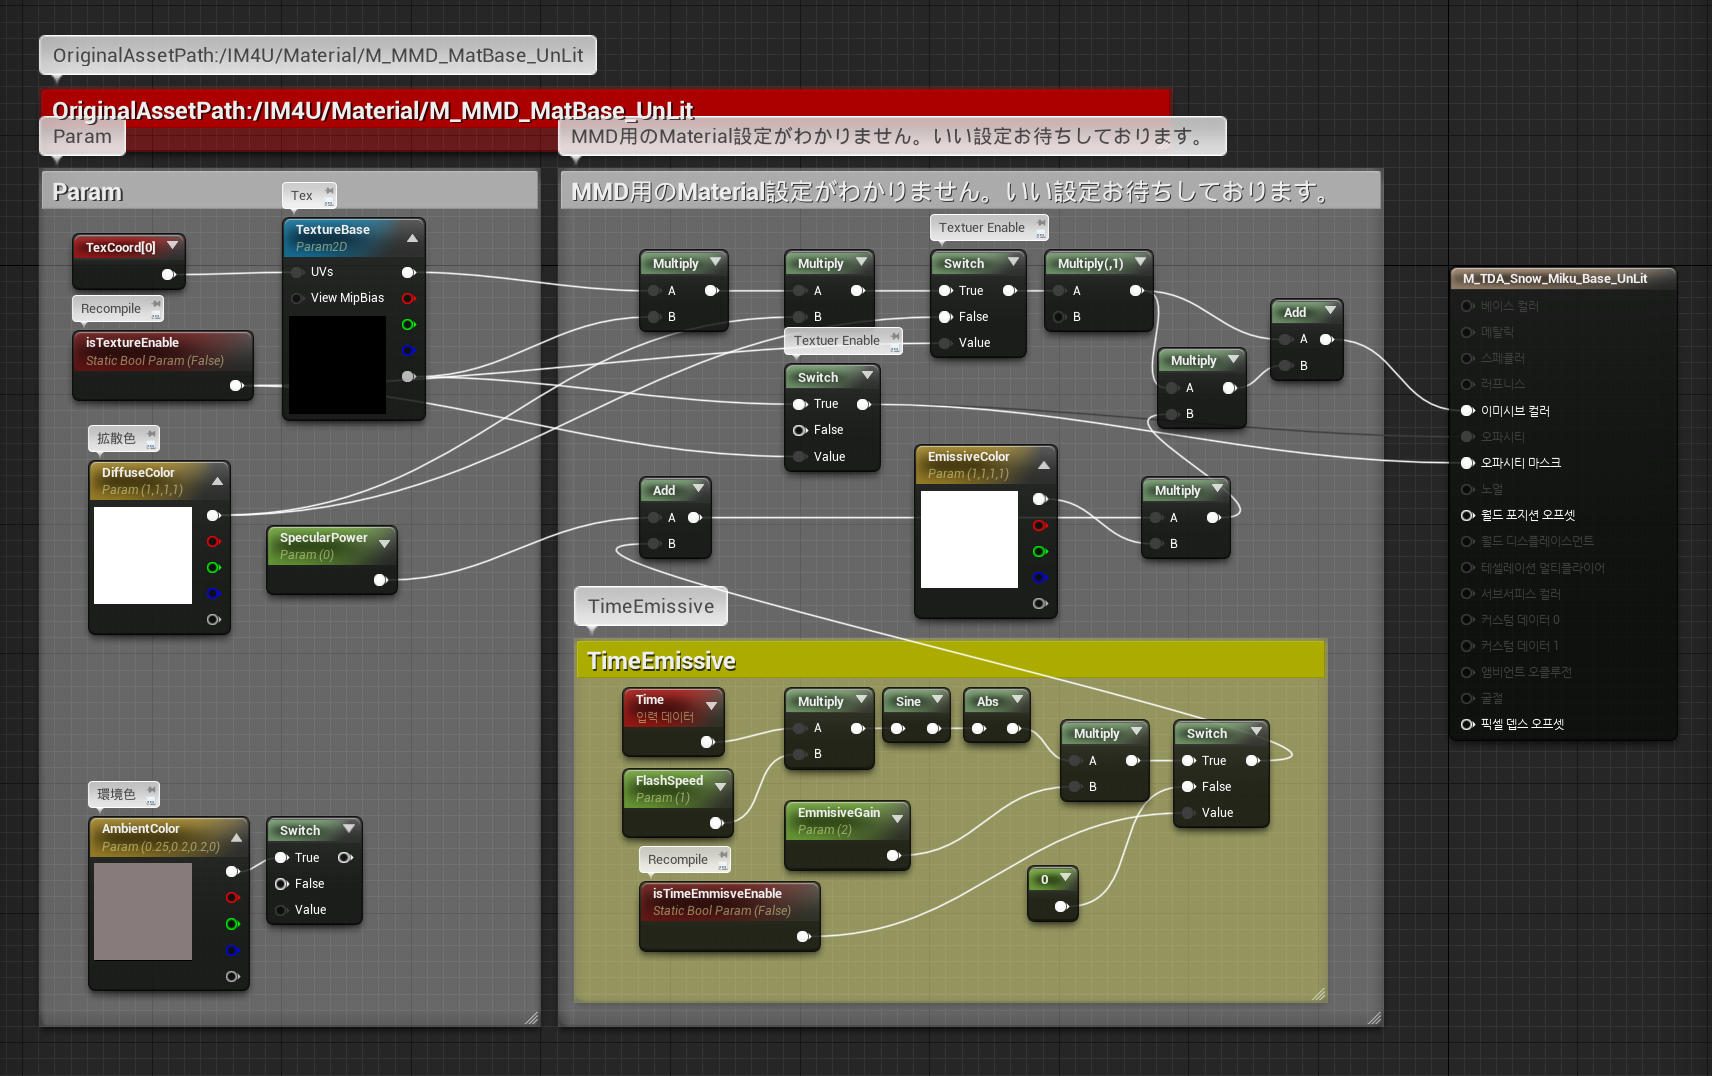 OriginalAssetPath:/IM4U/Material/M_MMD_MatBase_UnLit
OriginalAssetPath:/IM4U/Material/M_MMD_MatBase_UnLit
Param
MMD用のMaterial設定がわかりません。いい設定お待ちしております。
Param
MMD用のMaterial設定がわかりません。いい設定お待ちしております。
Tex
TexCoord[0]
TextureBase
Param2D
UVs
View MipBias
Recompile
isTextureEnable
Static Bool Param (False)
拡散色
DiffuseColor
Param (1,1,1,1)
SpecularPower
Param (0)
環境色
AmbientColor
Param (0.25,0.2,0.2,0)
Switch
True
False
Value
Multiply
A
B
Multiply
A
B
Textuer Enable
Switch
True
False
Value
Multiply(,1)
A
B
Textuer Enable
Switch
True
False
Value
Multiply
A
B
Add
A
B
Add
A
B
EmissiveColor
Param (1,1,1,1)
Multiply
A
B
TimeEmissive
TimeEmissive
Time
입력 데이터
FlashSpeed
Param (1)
Multiply
A
B
Sine
Abs
EmmisiveGain
Param (2)
Multiply
A
B
Switch
True
False
Value
Recompile
isTimeEmmisveEnable
Static Bool Param (False)
0
M_TDA_Snow_Miku_Base_UnLit
베이스 컬러
메탈릭
스페큘러
러프니스
이미시브 컬러
오파시티
오파시티 마스크
노멀
월드 포지션 오프셋
월드 디스플레이스먼트
테셀레이션 멀티플라이어
서브서피스 컬러
커스텀 데이터 0
커스텀 데이터 1
앰비언트 오클루전
굴절
픽셀 뎁스 오프셋